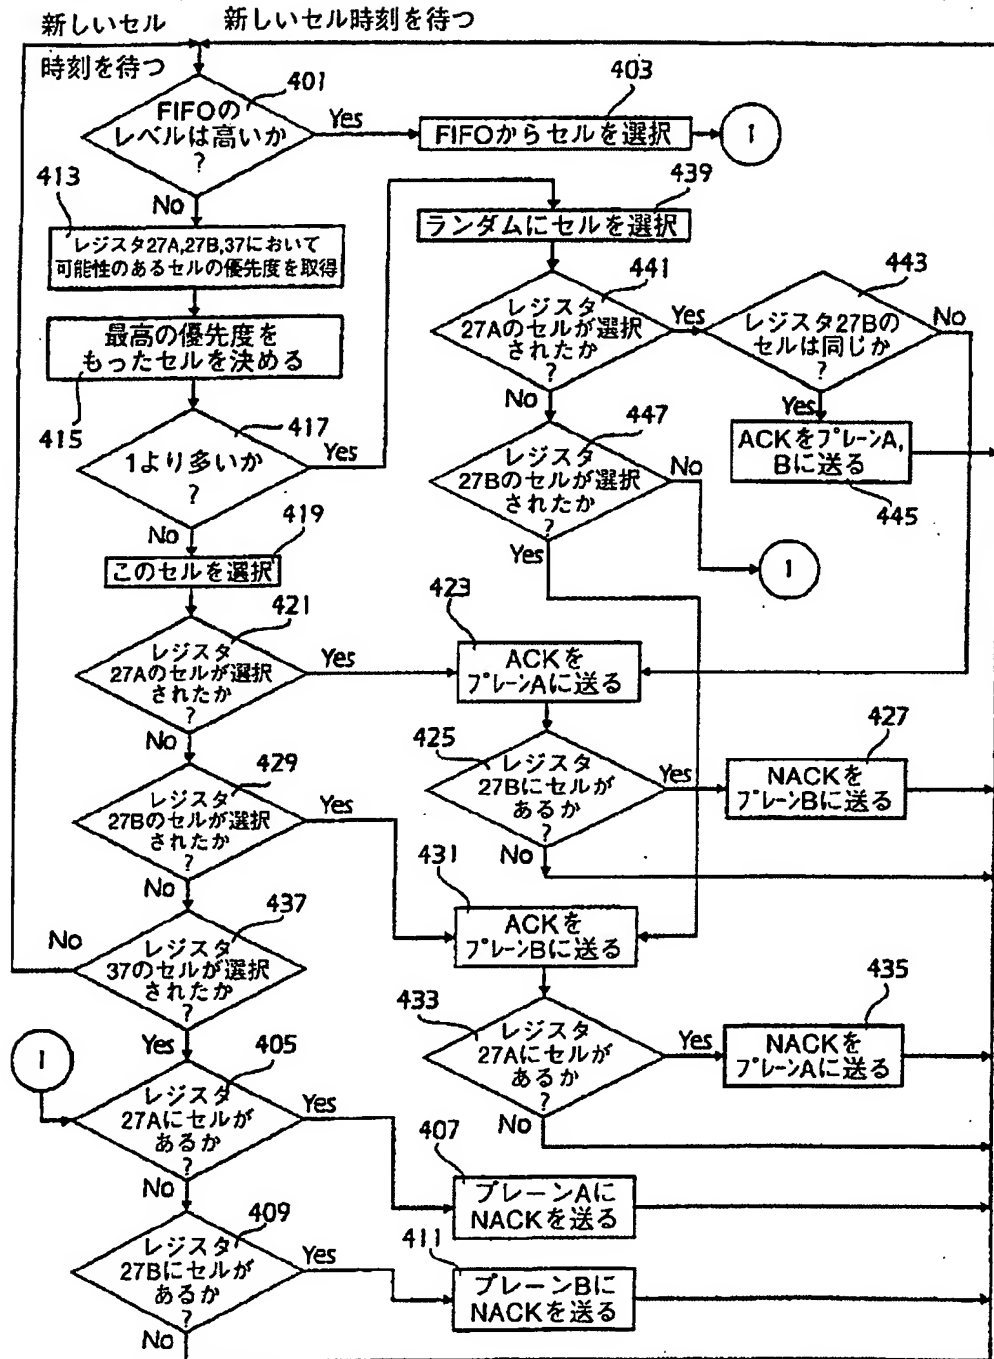 新しいセル
時刻を待つ
新しいセル時刻を待つ
401
FIFOの
レベルは高いか
?
Yes
No
403
FIFOからセルを選択
1
413
レジスタ27A,27B,37において
可能性のあるセルの優先度を取得
最高の優先度を
もったセルを決める
415
417
1より多いか
?
Yes
No
419
このセルを選択
421
レジスタ
27Aのセルが選択
されたか
?
Yes
No
429
レジスタ
27Bのセルが選択
されたか
?
Yes
No
437
レジスタ
37のセルが選択
されたか
?
No
Yes
1
405
レジスタ
27Aにセルが
あるか
?
Yes
No
409
レジスタ
27Bにセルが
あるか
?
Yes
No
439
ランダムにセルを選択
441
レジスタ
27Aのセルが選択
されたか
?
Yes
No
443
レジスタ27Bの
セルは同じか
?
No
Yes
ACKをプレーンA,
Bに送る
445
447
レジスタ
27Bのセルが選択
されたか
?
No
Yes
1
423
ACKを
プレーンAに送る
425
レジスタ
27Bにセルが
あるか
?
Yes
No
427
NACKを
プレーンBに送る
431
ACKを
プレーンBに送る
433
レジスタ
27Aにセルが
あるか
?
Yes
No
435
NACKを
プレーンAに送る
407
プレーンAに
NACKを送る
411
プレーンBに
NACKを送る